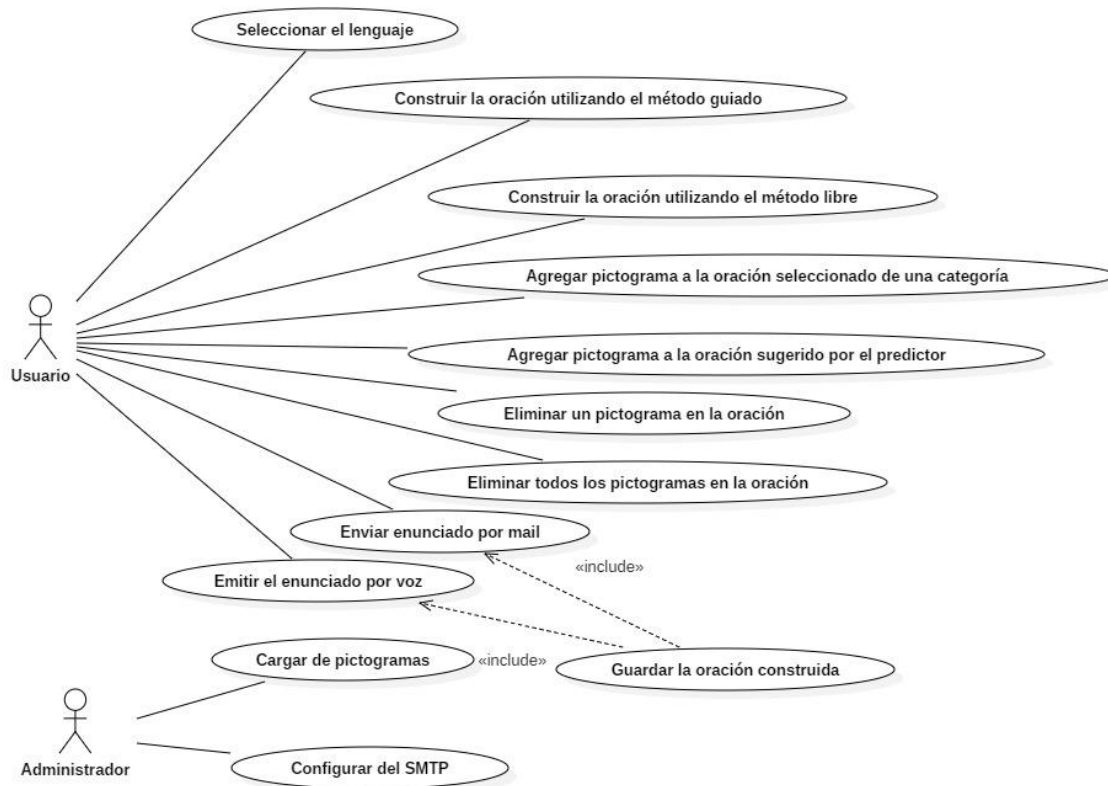 Seleccionar el lenguaje
Construir la oración utilizando el método guiado
Construir la oración utilizando el método libre
Agregar pictograma a la oración seleccionado de una categoría
Usuario
Agregar pictograma a la oración sugerido por el predictor
Eliminar un pictograma en la oración
Eliminar todos los pictogramas en la oración
Enviar enunciado por mail
«include»
Emitir el enunciado por voz
Cargar de pictogramas
«include»
Guardar la oración construida
Administrador
Configurar del SMTP